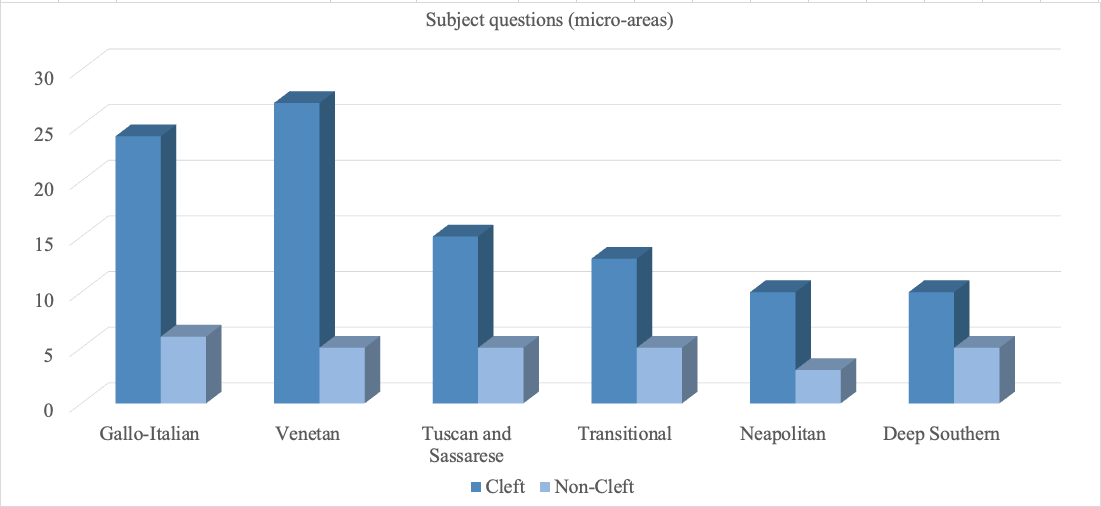 Subject questions (micro-areas)
30
25
20
15
10
5
0
Gallo-Italian
Venetan
Tuscan and
Sassarese
Transitional
Neapolitan
Deep Southern
Cleft
Non-Cleft